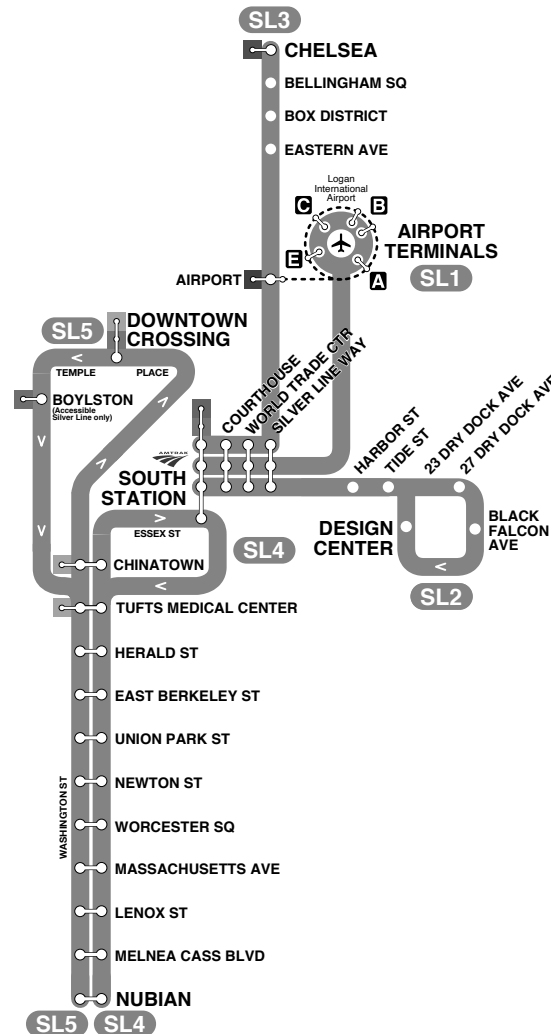 SL3
CHELSEA
BELLINGHAM SQ
BOX DISTRICT
EASTERN AVE
Logan
International
Airport
C
B
E
A
AIRPORT
TERMINALS
SL1
AIRPORT
SL5
DOWNTOWN
CROSSING
TEMPLE PLACE
BOYLSTON
(Accessible
Silver Line only)
COURTHOUSE
WORLD TRADE CTR
SILVER LINE WAY
AMTRAK
SOUTH
STATION
HARBOR ST
TIDE ST
23 DRY DOCK AVE
27 DRY DOCK AVE
ESSEX ST
SL4
DESIGN
CENTER
BLACK
FALCON
AVE
SL2
CHINATOWN
TUFTS MEDICAL CENTER
HERALD ST
EAST BERKELEY ST
UNION PARK ST
NEWTON ST
WASHINGTON ST
WORCESTER SQ
MASSACHUSETTS AVE
LENOX ST
MELNEA CASS BLVD
NUBIAN
SL5
SL4